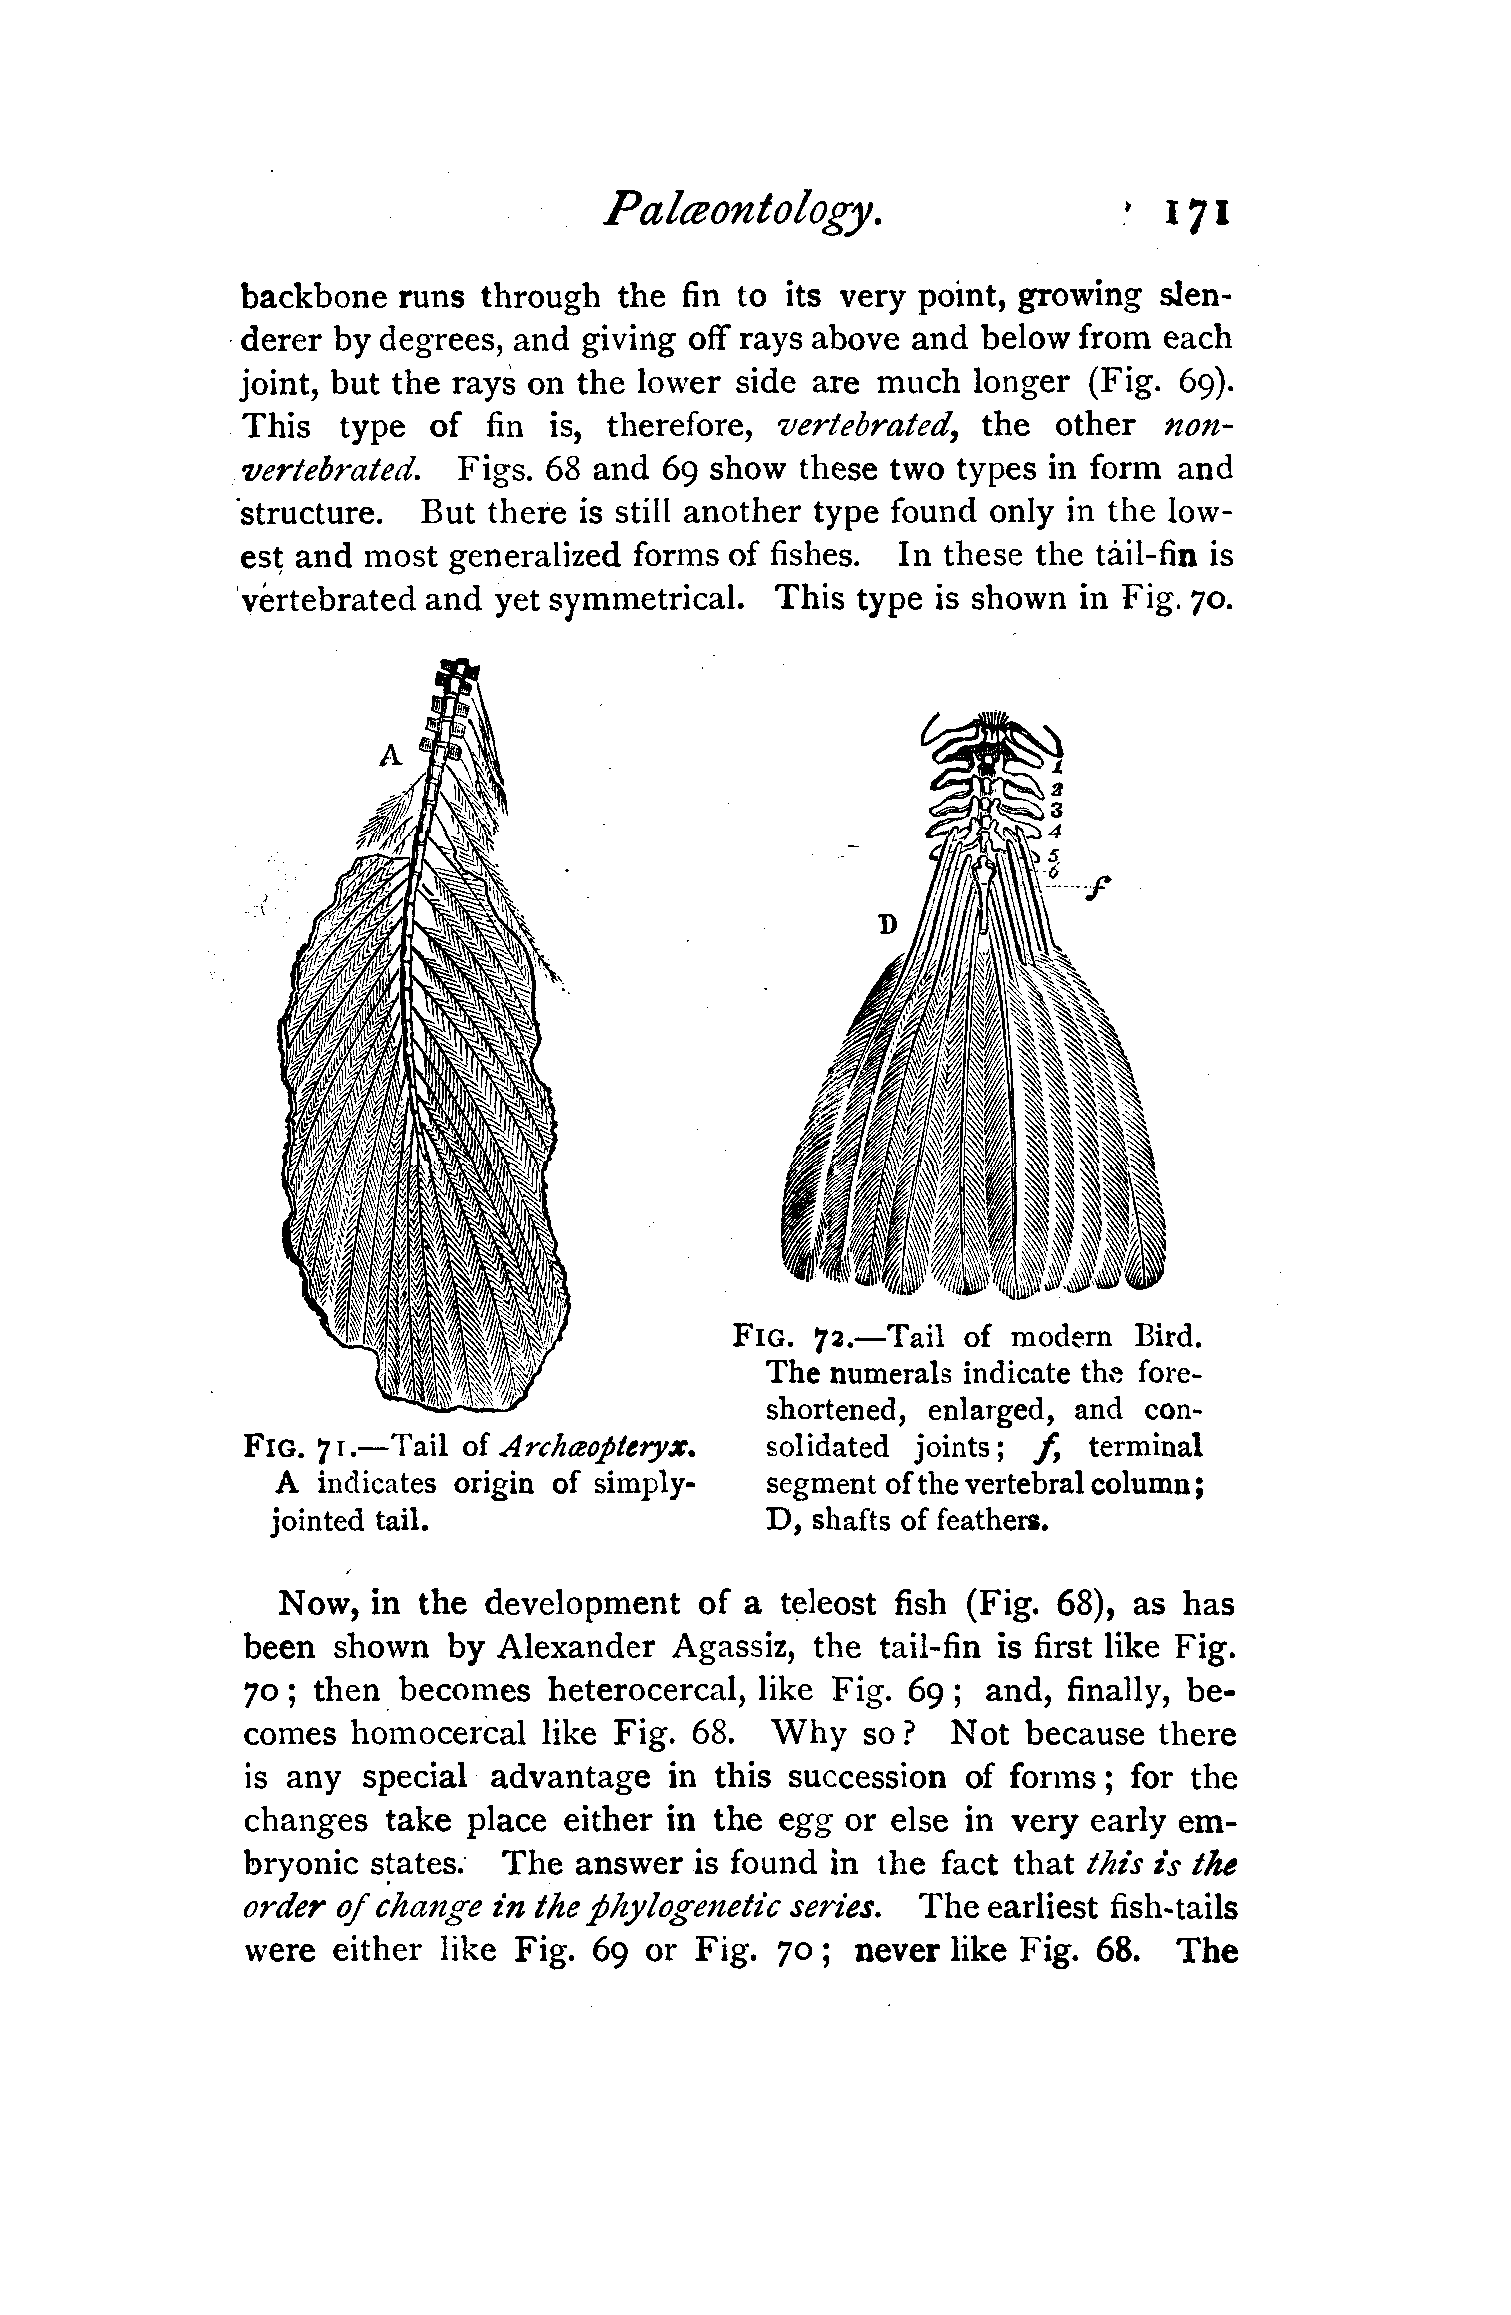 Palæontology. 171
backbone runs through the fin to its very point, growing slen-
derer by degrees, and giving off rays above and below from each
joint, but the rays on the lower side are much longer (Fig. 69).
This type of fin is, therefore, vertebrated, the other non-
vertebrated. Figs. 68 and 69 show these two types in form and
structure. But there is still another type found only in the low-
est and most generalized forms of fishes. In these the tail-fin is
vertebrated and yet symmetrical. This type is shown in Fig. 70.
A
FIG. 71.—Tail of Archæopteryx.
A indicates origin of simply-
jointed tail.
1
2
3
4
5
6
f
D
FIG. 72.—Tail of modern Bird.
The numerals indicate the fore-
shortened, enlarged, and con-
solidated joints; f, terminal
segment of the vertebral column;
D, shafts of feathers.
Now, in the development of a teleost fish (Fig. 68), as has
been shown by Alexander Agassiz, the tail-fin is first like Fig.
70; then becomes heterocercal, like Fig. 69; and, finally, be-
comes homocercal like Fig. 68. Why so? Not because there
is any special advantage in this succession of forms; for the
changes take place either in the egg or else in very early em-
bryonic states. The answer is found in the fact that this is the
order of change in the phylogenetic series. The earliest fish-tails
were either like Fig. 69 or Fig. 70; never like Fig. 68. The